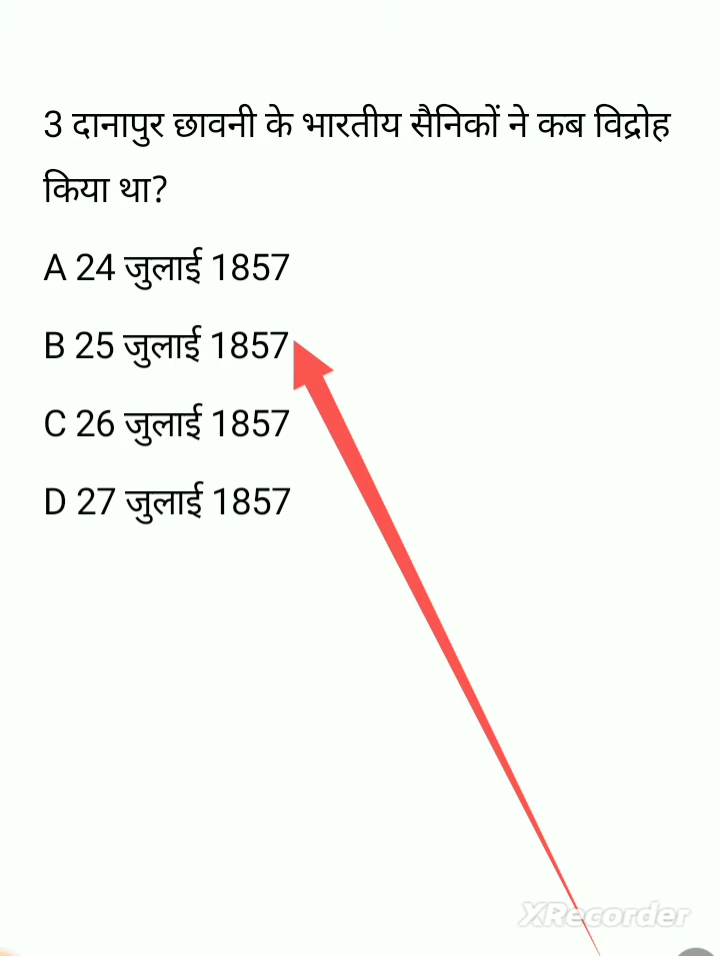 3 दानापुर छावनी के भारतीय सैनिकों ने कब विद्रोह
किया था?
A 24 जुलाई 1857
B 25 जुलाई 1857
C 26 जुलाई 1857
D 27 जुलाई 1857
XRecorder